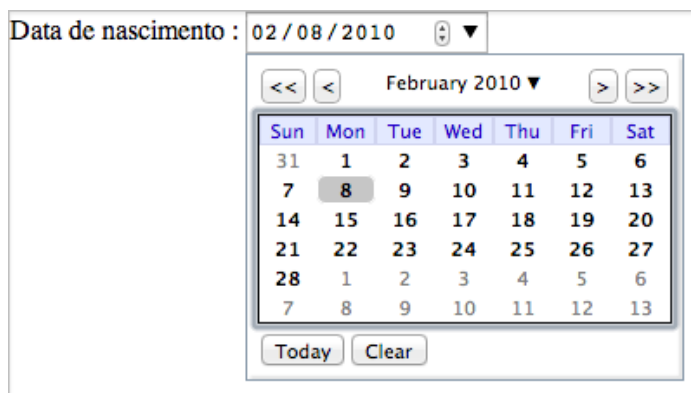 Data de nascimento : 02/08/2010 ▼
<< < February 2010 ▼ > >>
Sun Mon Tue Wed Thu Fri Sat
31 1 2 3 4 5 6
7 8 9 10 11 12 13
14 15 16 17 18 19 20
21 22 23 24 25 26 27
28 1 2 3 4 5 6
7 8 9 10 11 12 13
Today Clear